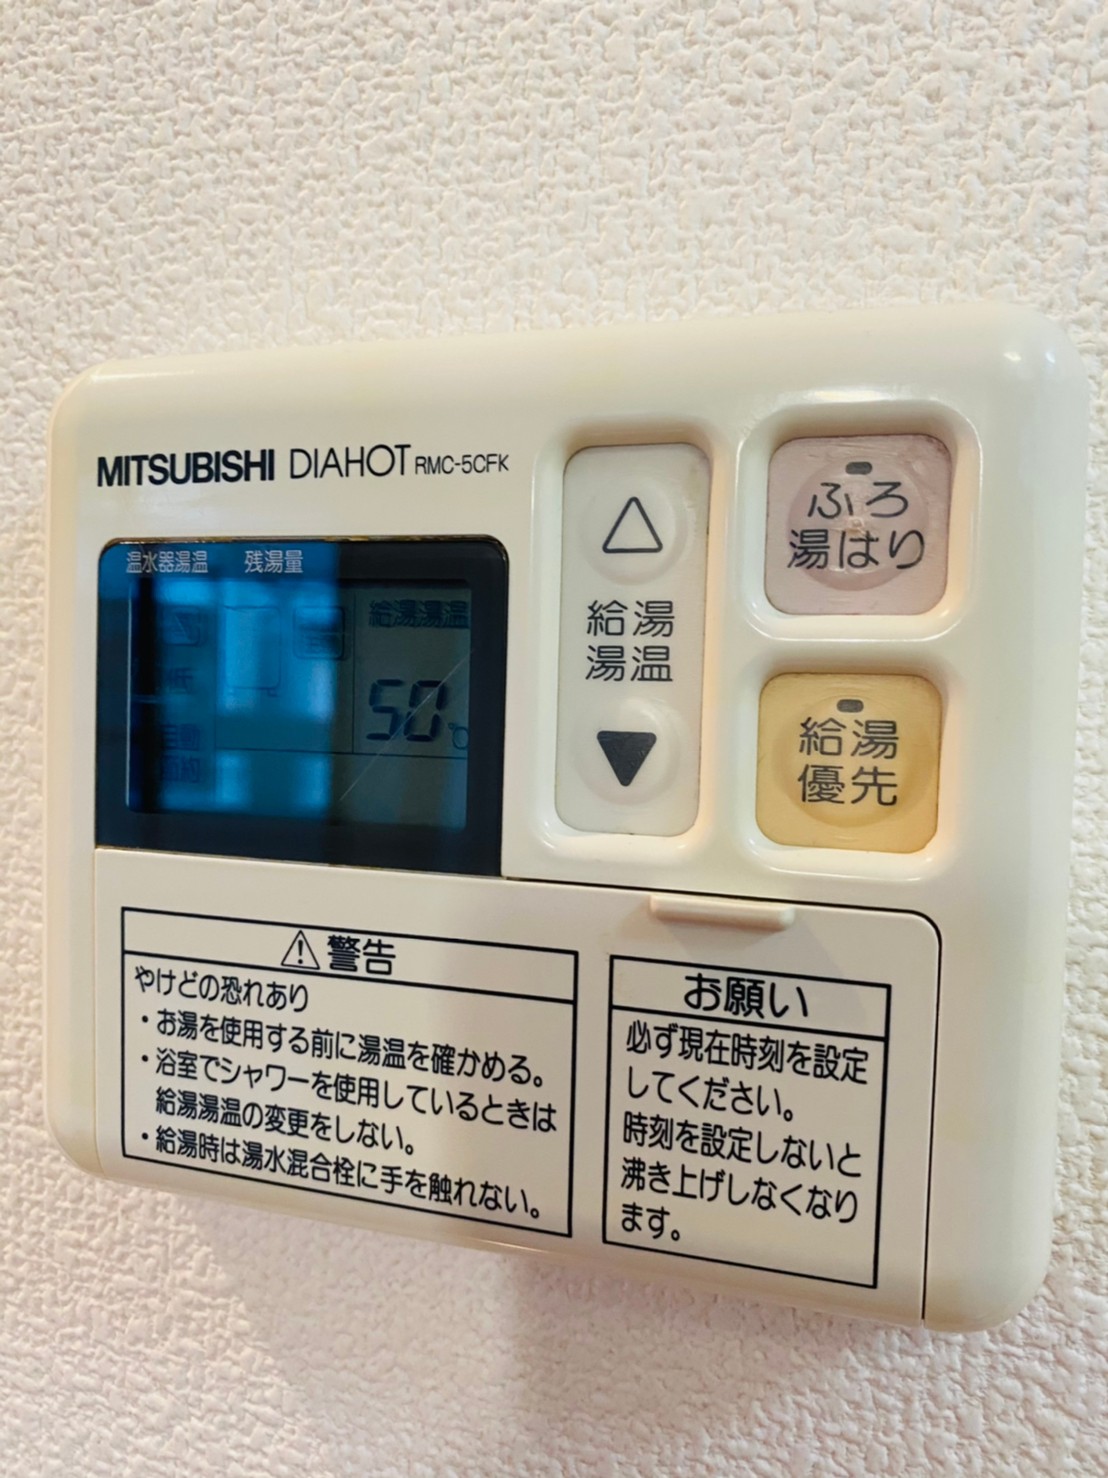 MITSUBISHI DIAHOT RMC-5CFK
温水器湯温 残湯量
給湯湯温
50℃
給湯
湯温
ふろ
湯はり
給湯
優先
警告
やけどの恐れあり
・お湯を使用する前に湯温を確かめる。
・浴室でシャワーを使用しているときは
給湯湯温の変更をしない。
・給湯時は湯水混合栓に手を触れない。
お願い
必ず現在時刻を設定
してください。
時刻を設定しないと
沸き上げしなくなり
ます。